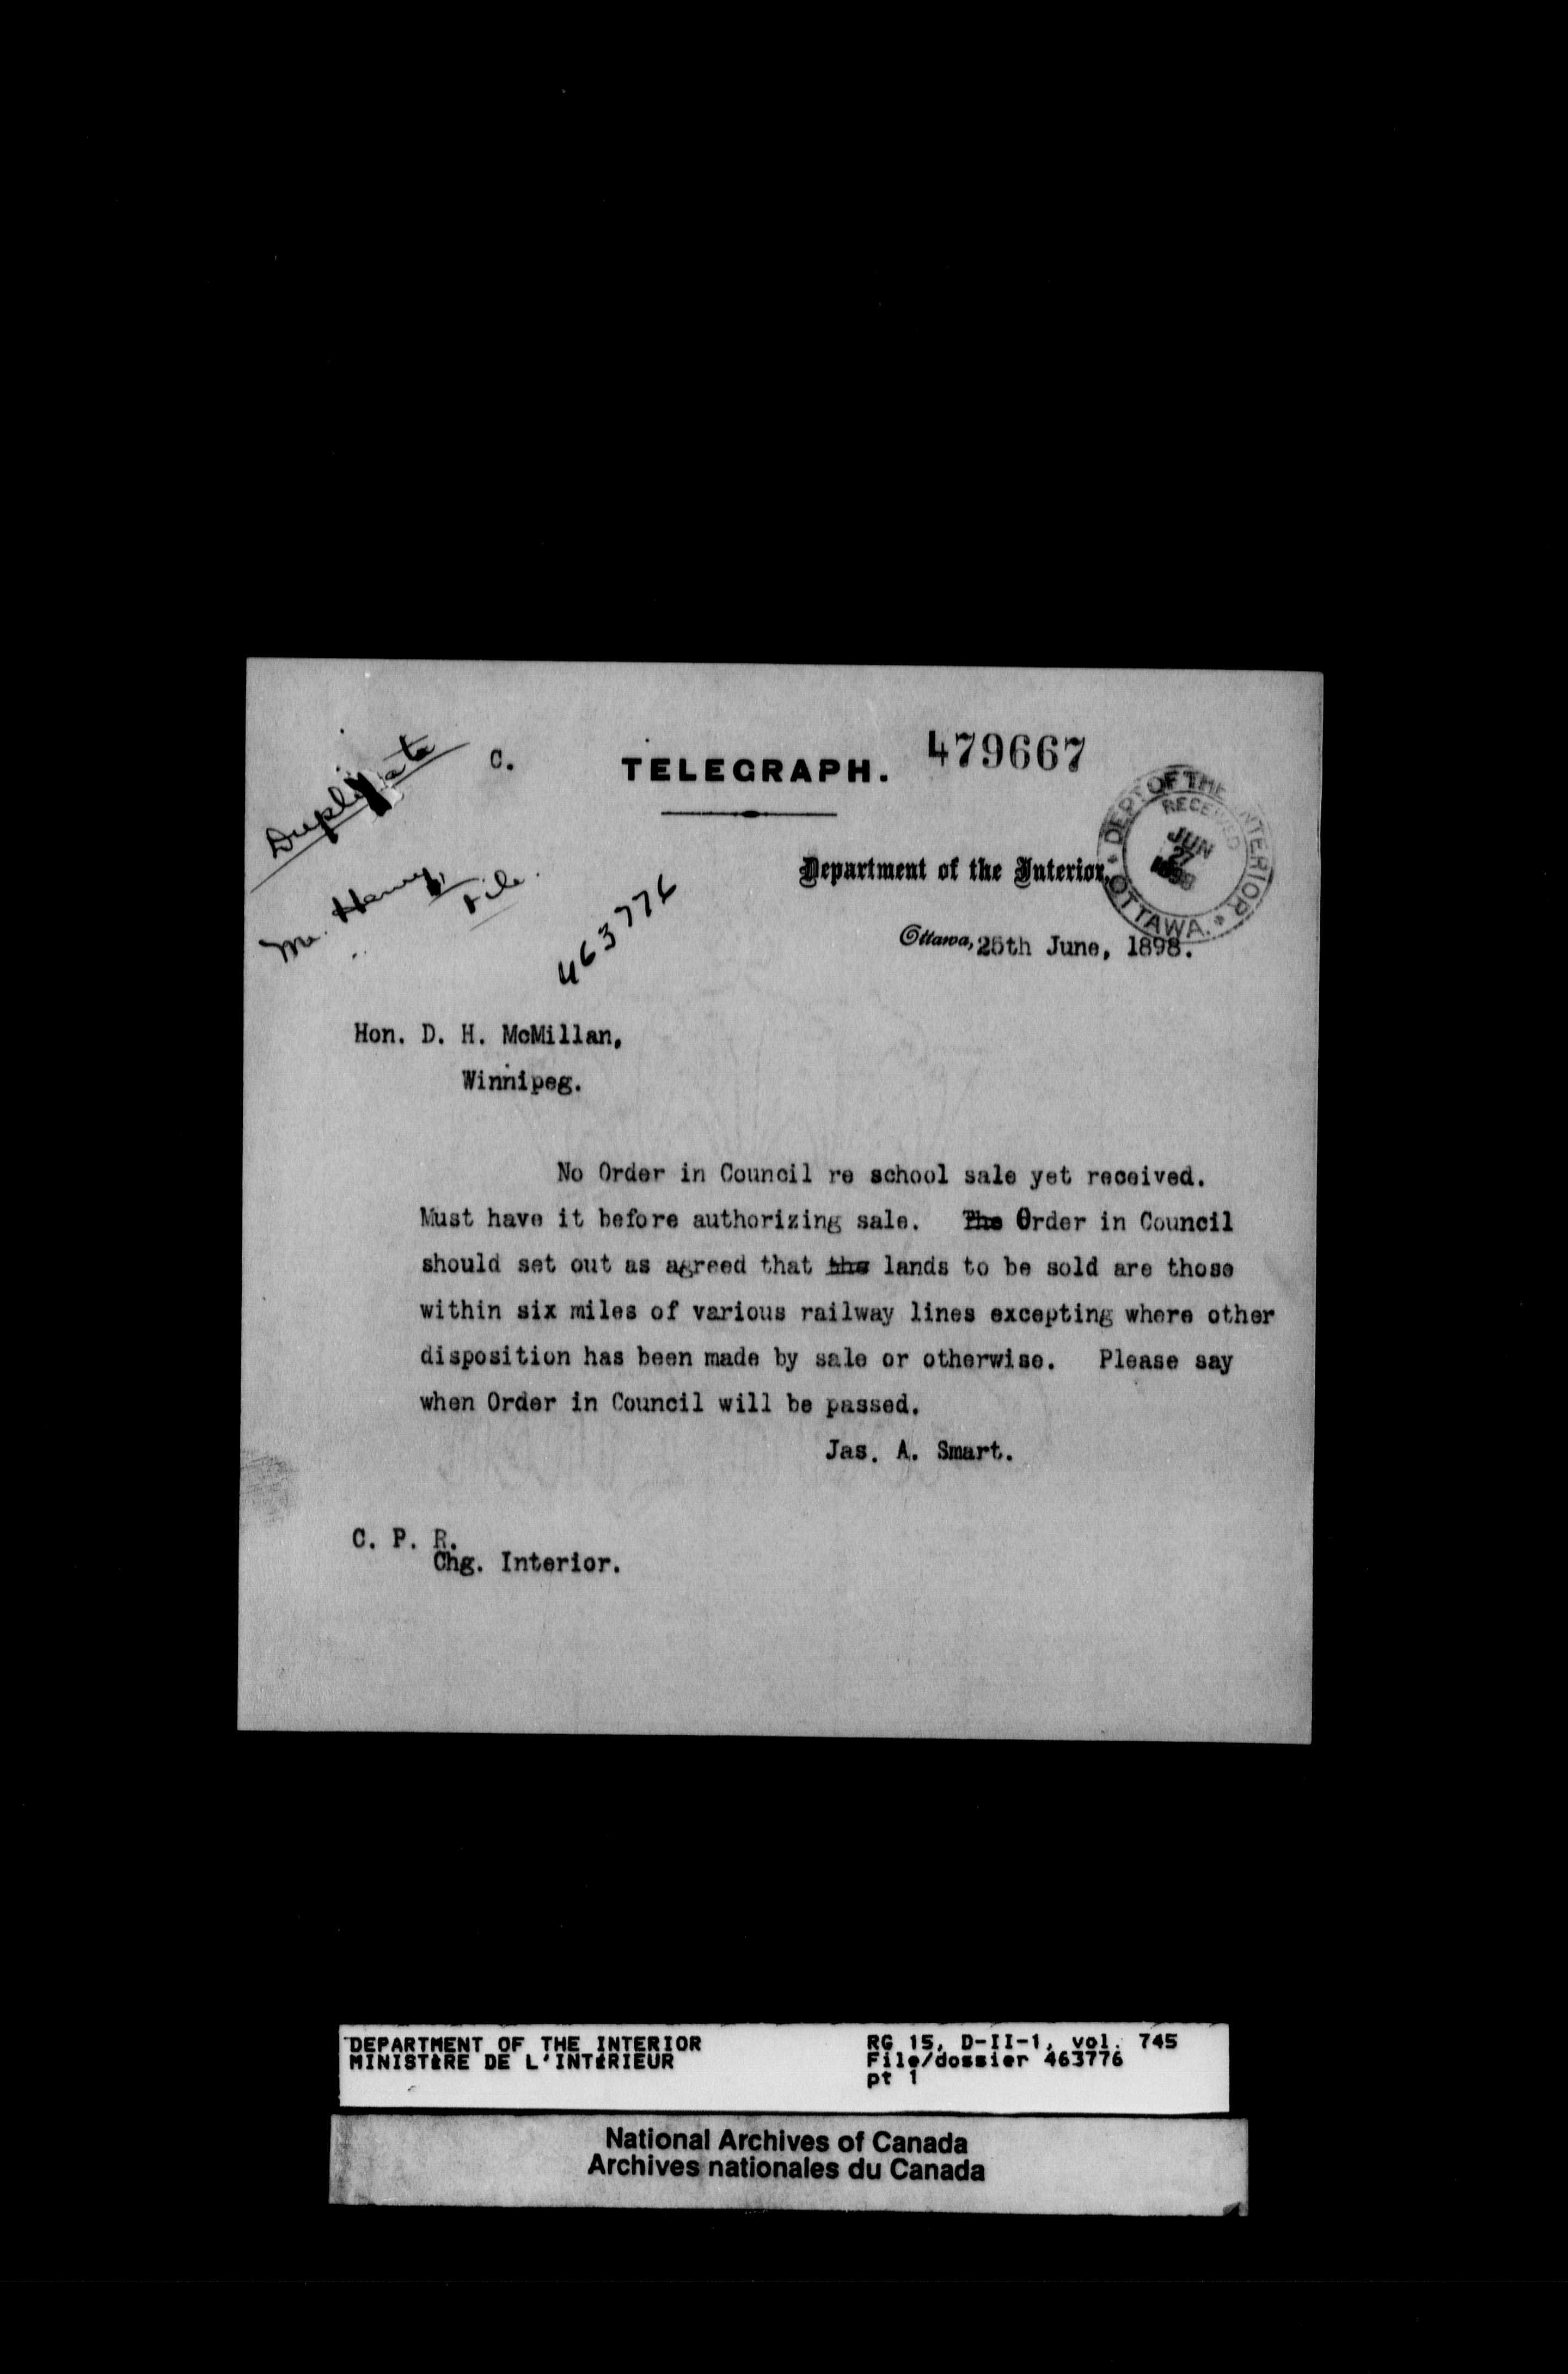 Duplicate
C.
TELEGRAPH.
479667
DEPT OF THE INTERIOR
RECEIVED
JUN
27
1898
* OTTAWA. *
Mr. Henry,
File.
463776
Department of the Interior,
Ottawa, 25th June, 1898.
Hon. D. H. McMillan,
Winnipeg.
No Order in Council re school sale yet received.
Must have it before authorizing sale. The Order in Council
should set out as agreed that the lands to be sold are those
within six miles of various railway lines excepting where other
disposition has been made by sale or otherwise. Please say
when Order in Council will be passed.
Jas. A. Smart.
C. P. R.
Chg. Interior.
DEPARTMENT OF THE INTERIOR
MINISTÈRE DE L'INTÉRIEUR
RG 15, D-II-1, vol. 745
File/dossier 463776
pt 1
National Archives of Canada
Archives nationales du Canada